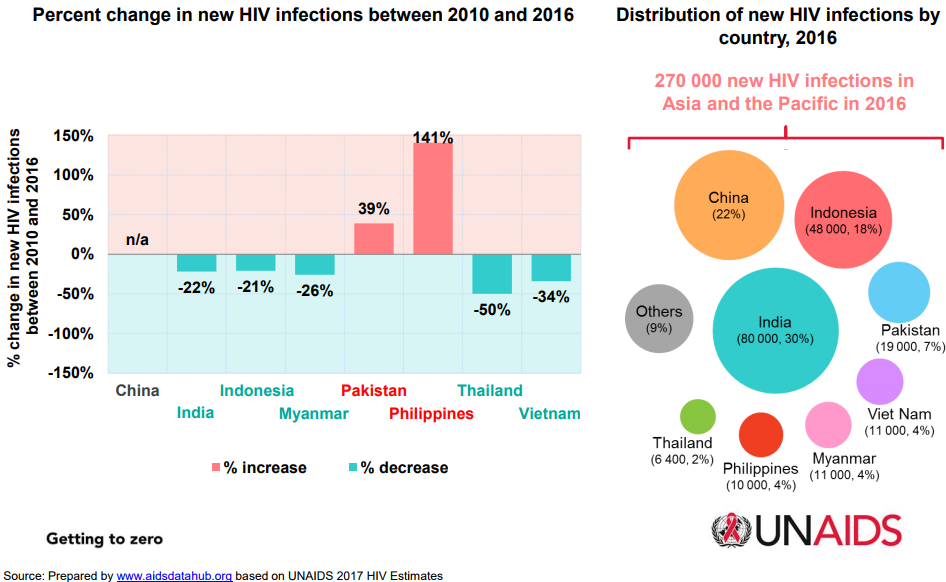 Percent change in new HIV infections between 2010 and 2016
% change in new HIV infections
between 2010 and 2016
150%
100%
50%
0%
-50%
-100%
-150%
n/a
-22%
-21%
-26%
39%
141%
-50%
-34%
China
India
Indonesia
Myanmar
Pakistan
Philippines
Thailand
Vietnam
% increase
% decrease
Getting to zero
Source: Prepared by www.aidsdatahub.org based on UNAIDS 2017 HIV Estimates
Distribution of new HIV infections by
country, 2016
270 000 new HIV infections in
Asia and the Pacific in 2016
China
(22%)
Indonesia
(48 000, 18%)
Others
(9%)
India
(80 000, 30%)
Pakistan
(19 000, 7%)
Viet Nam
(11 000, 4%)
Thailand
(6 400, 2%)
Philippines
(10 000, 4%)
Myanmar
(11 000, 4%)
UNAIDS